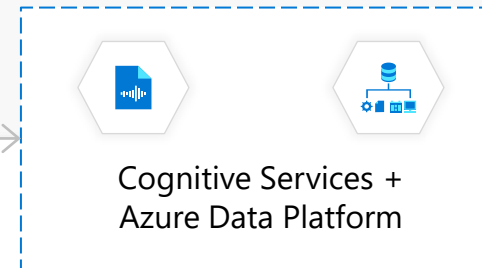 Cognitive Services +
Azure Data Platform